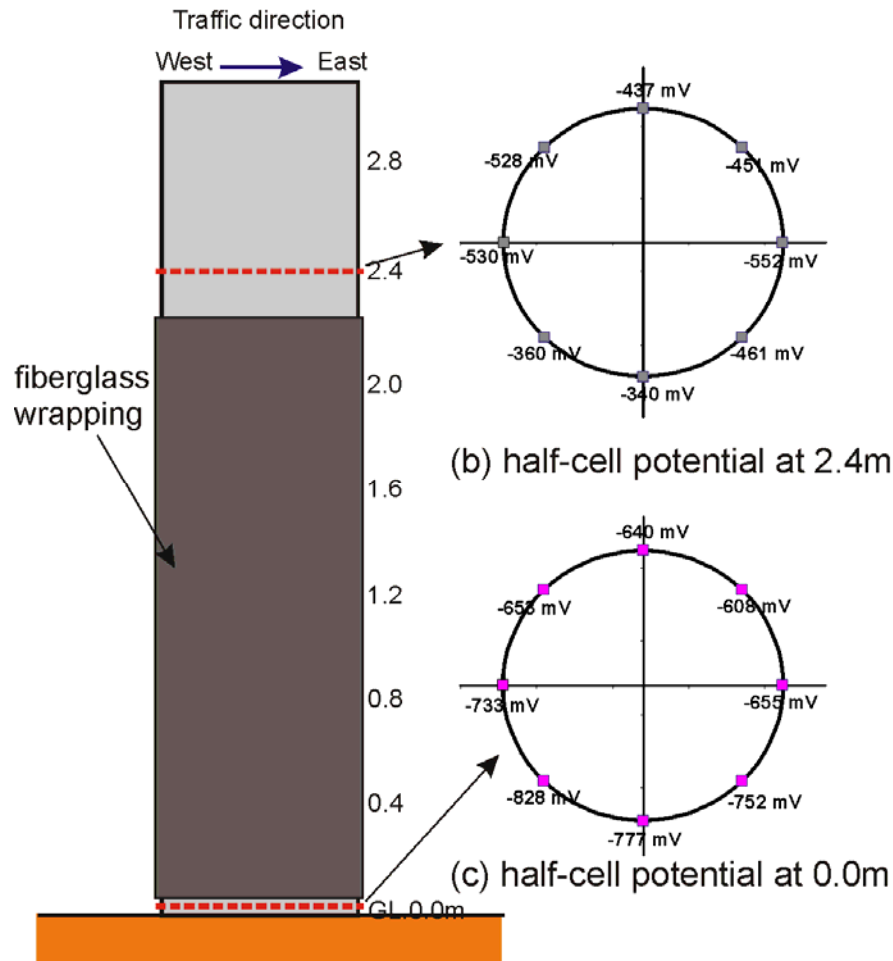 Traffic direction
West East
2.8
2.4
2.0
1.6
1.2
0.8
0.4
GL.0.0m
fiberglass
wrapping
-437 mV
-528 mV
-451 mV
-530 mV
-552 mV
-360 mV
-461 mV
-340 mV
(b) half-cell potential at 2.4m
-640 mV
-653 mV
-608 mV
-733 mV
-655 mV
-828 mV
-752 mV
-777 mV
(c) half-cell potential at 0.0m